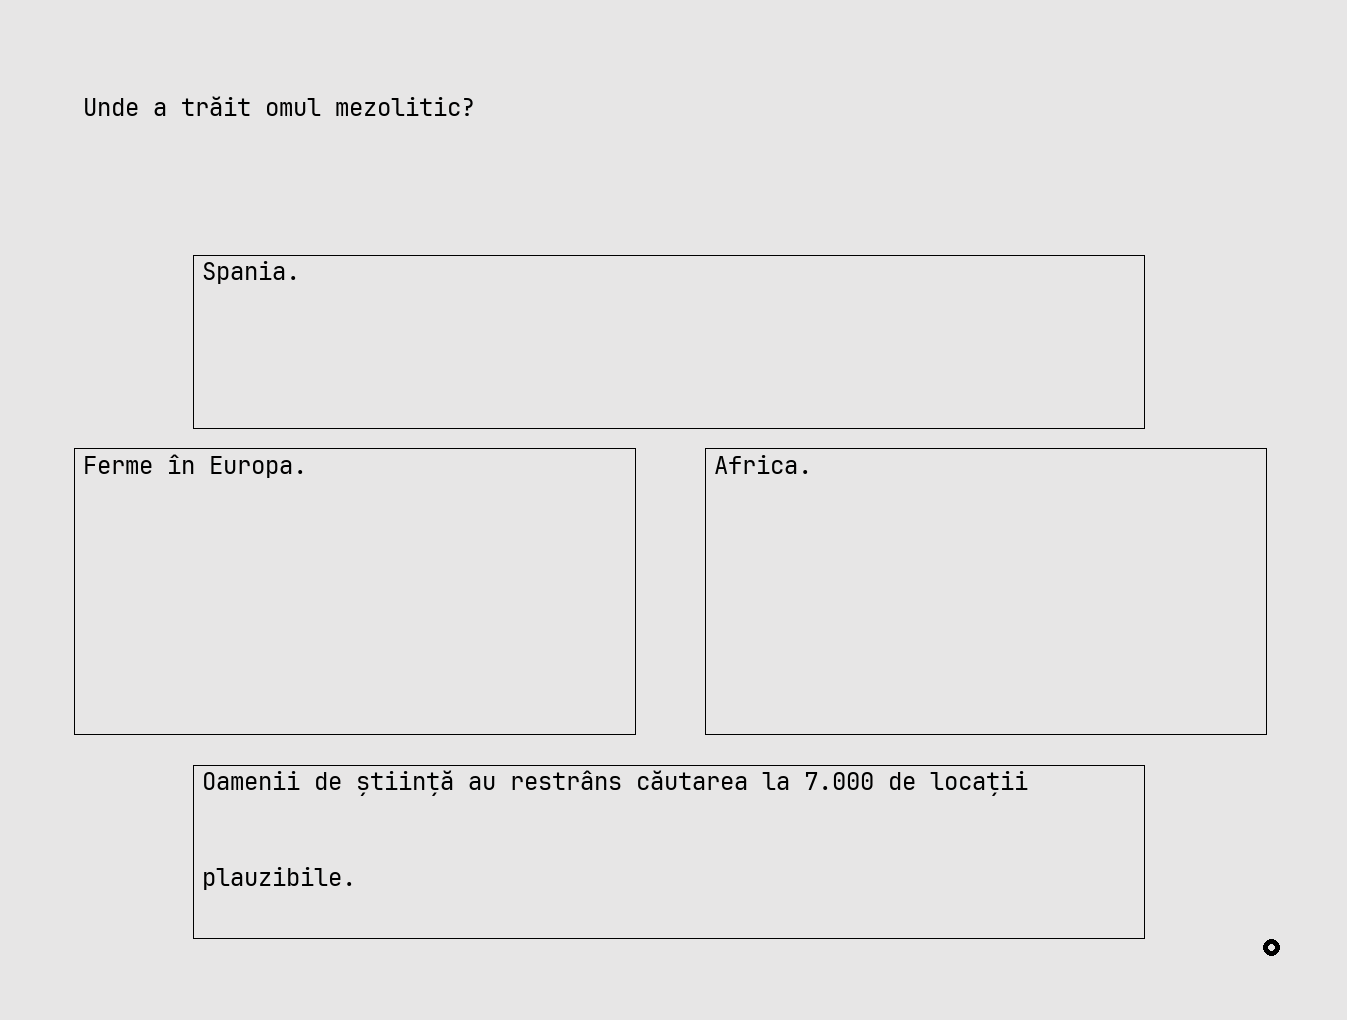 Unde a trăit omul mezolitic?
Spania.
Ferme în Europa.
Africa.
Oamenii de știință au restrâns căutarea la 7.000 de locații
plauzibile.